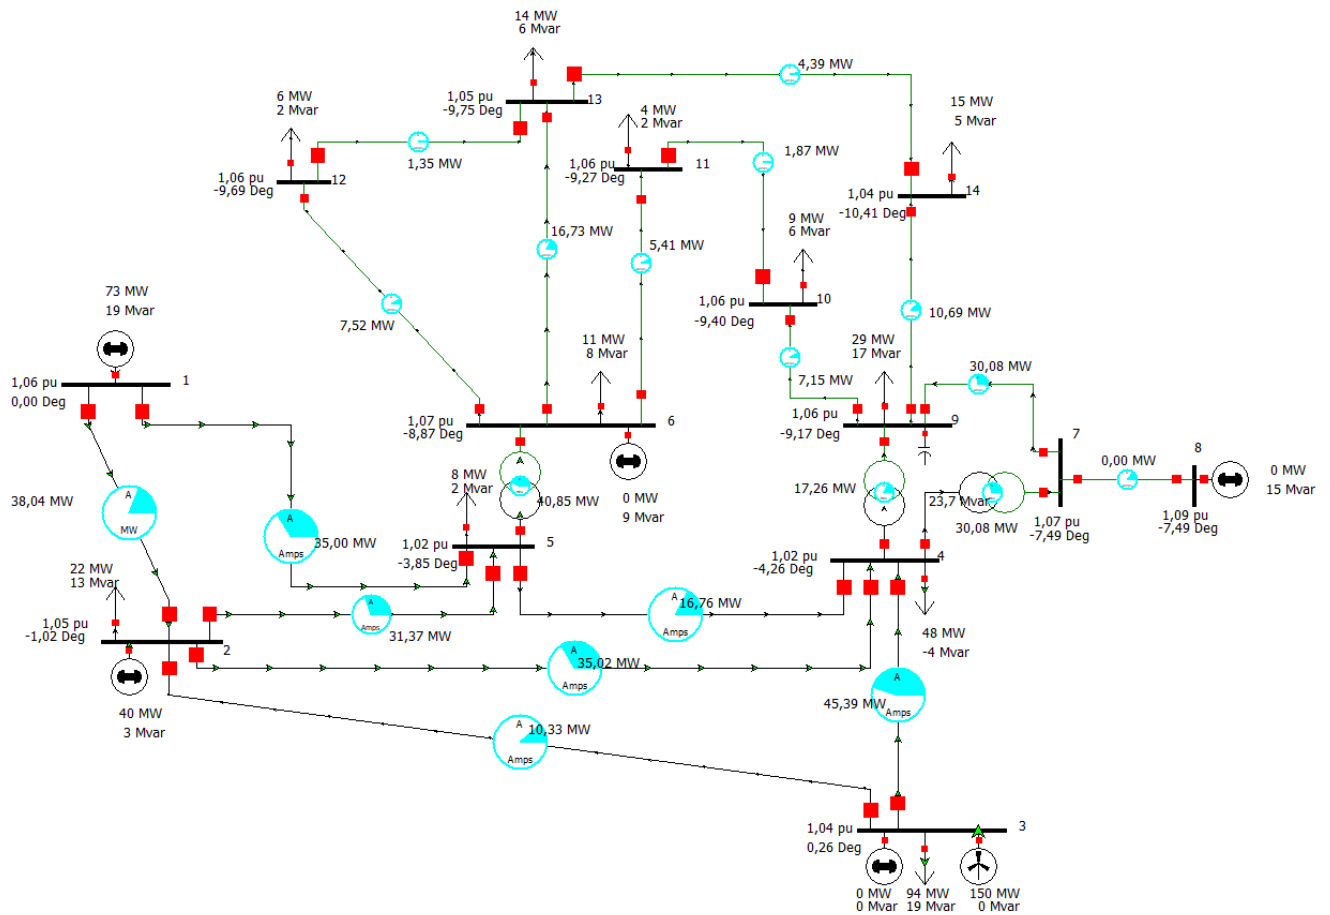 14 MW
6 Mvar
4,39 MW
1,05 pu
-9,75 Deg
13
6 MW
2 Mvar
1,35 MW
1,06 pu
-9,69 Deg
12
4 MW
2 Mvar
1,06 pu
-9,27 Deg
11
1,87 MW
15 MW
5 Mvar
1,04 pu
-10,41 Deg
14
16,73 MW
5,41 MW
9 MW
6 Mvar
1,06 pu
-9,40 Deg
10
7,52 MW
10,69 MW
73 MW
19 Mvar
1,06 pu
0,00 Deg
1
11 MW
8 Mvar
1,07 pu
-8,87 Deg
6
29 MW
17 Mvar
7,15 MW
1,06 pu
-9,17 Deg
9
30,08 MW
7
0,00 MW
8
0 MW
15 Mvar
1,09 pu
-7,49 Deg
1,07 pu
-7,49 Deg
30,08 MW
23,7 Mvar
17,26 MW
0 MW
9 Mvar
40,85 MW
8 MW
2 Mvar
38,04 MW
A
MW
A
Amps
35,00 MW
1,02 pu
-3,85 Deg
5
1,02 pu
-4,26 Deg
4
22 MW
13 Mvar
1,05 pu
-1,02 Deg
2
A
Amps
31,37 MW
A
Amps
16,76 MW
48 MW
-4 Mvar
A
Amps
35,02 MW
40 MW
3 Mvar
A
Amps
45,39 MW
A
Amps
10,33 MW
1,04 pu
0,26 Deg
3
0 MW
0 Mvar
94 MW
19 Mvar
150 MW
0 Mvar